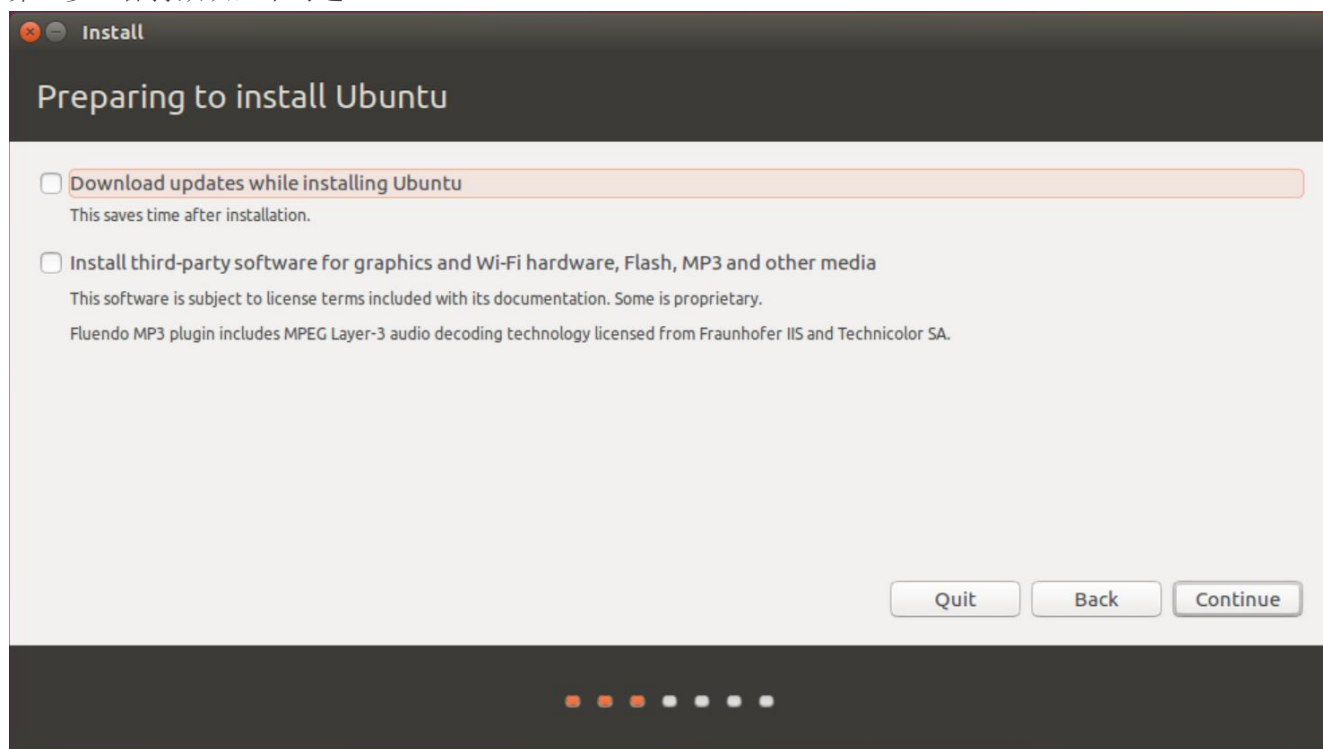 Install
Preparing to install Ubuntu
Download updates while installing Ubuntu
This saves time after installation.
Install third-party software for graphics and Wi-Fi hardware, Flash, MP3 and other media
This software is subject to license terms included with its documentation. Some is proprietary.
Fluendo MP3 plugin includes MPEG Layer-3 audio decoding technology licensed from Fraunhofer IIS and Technicolor SA.
Quit Back Continue